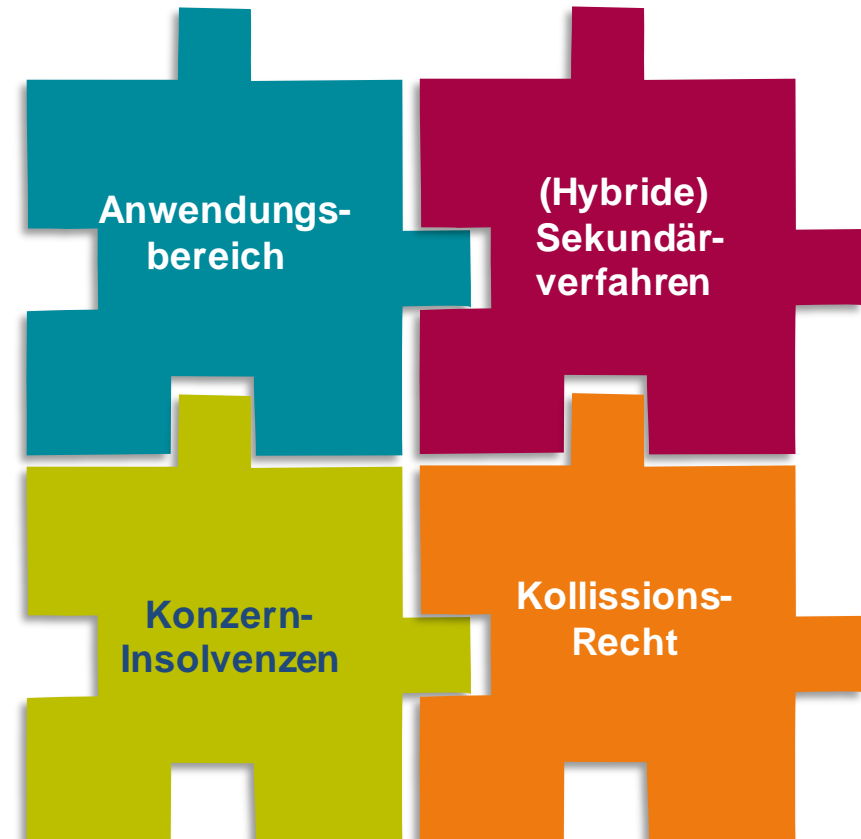 Anwendungs-
bereich
(Hybride)
Sekundär-
verfahren
Konzern-
Insolvenzen
Kollissions-
Recht